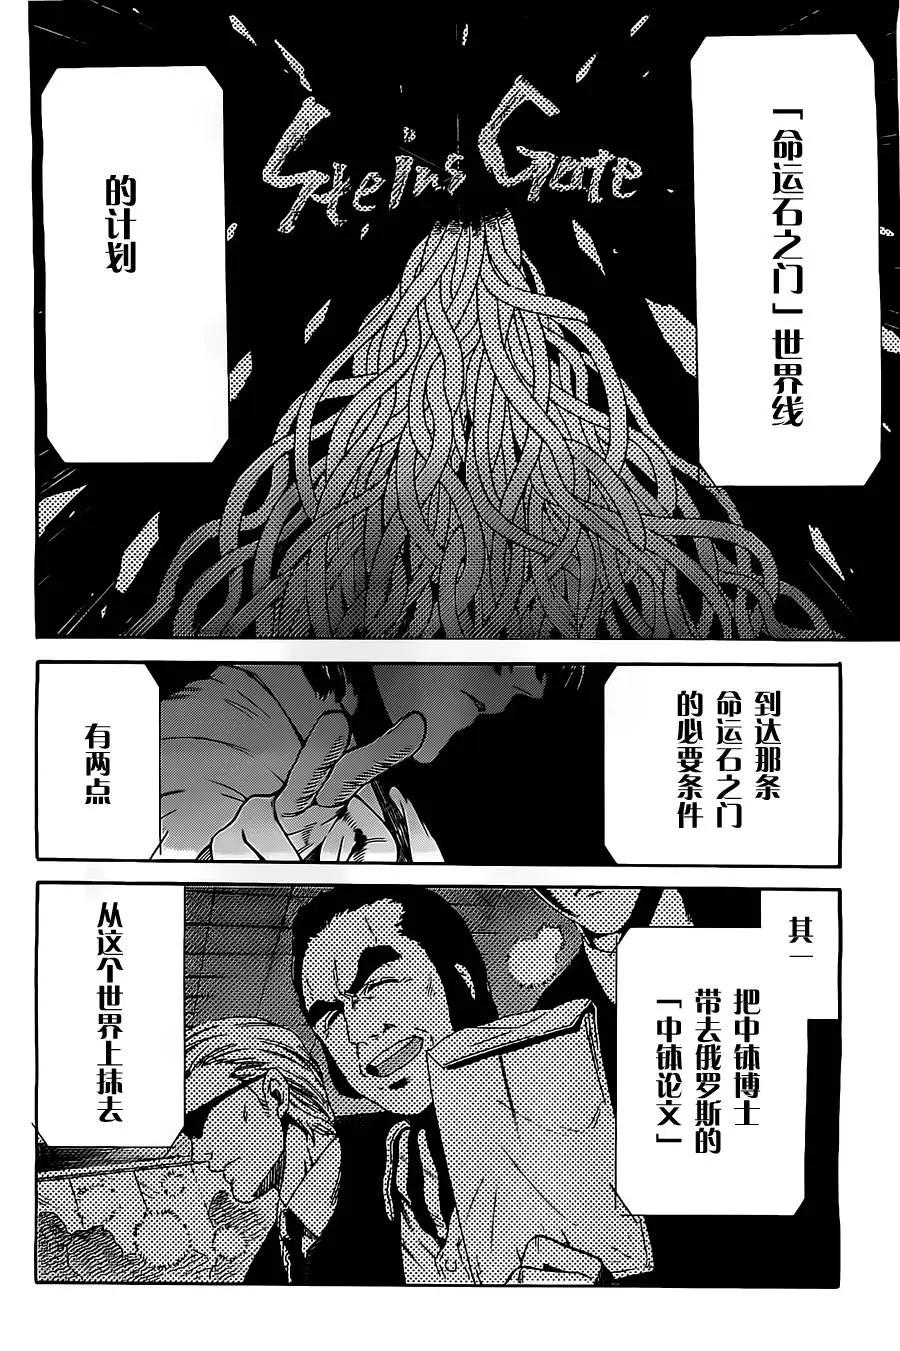 「命运石之门」世界线
Steins Gate
的计划
到达那条
命运石之门
的必要条件
有两点
其一
把中钵博士
带去俄罗斯的
「中钵论文」
从这个世界上抹去